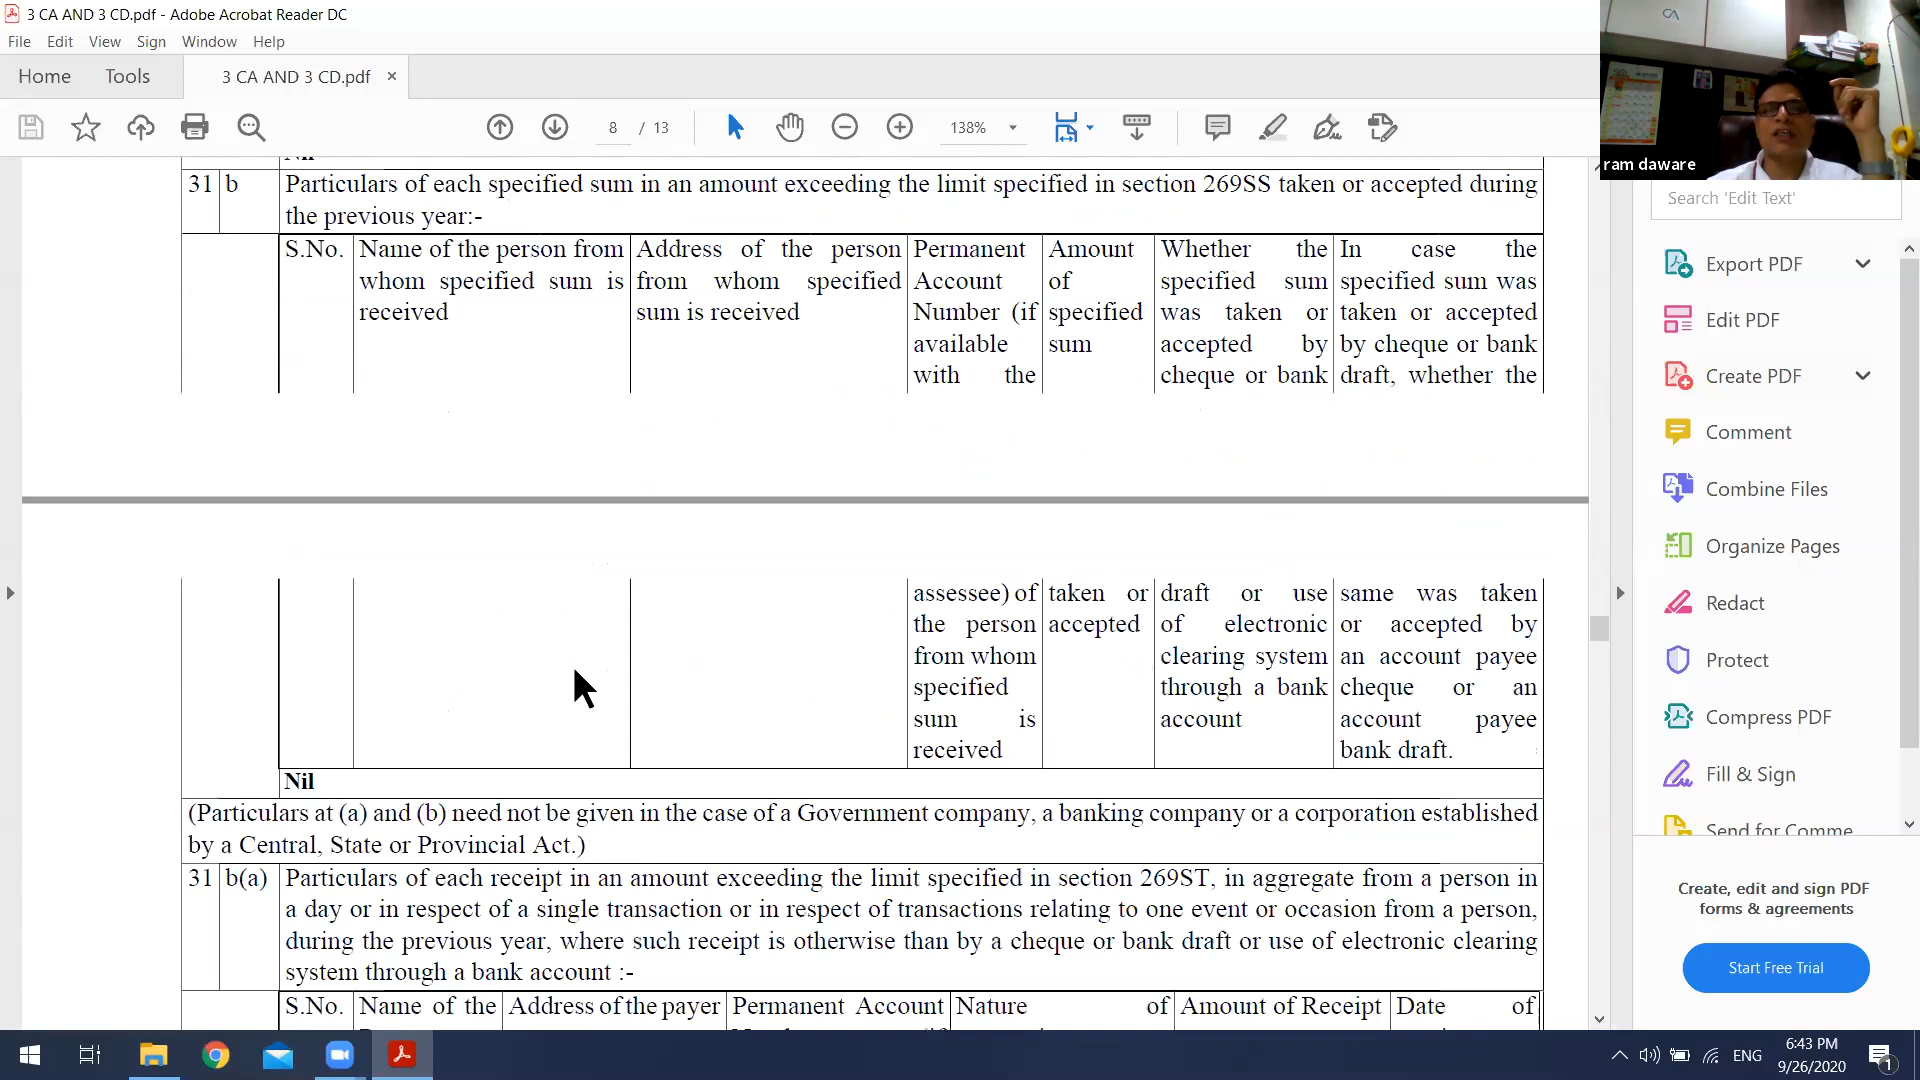 3 CA AND 3 CD.pdf - Adobe Acrobat Reader DC
File Edit View Sign Window Help
Home Tools 3 CA AND 3 CD.pdf ×
8 / 13 138%
ram daware
Nil
31 b Particulars of each specified sum in an amount exceeding the limit specified in section 269SS taken or accepted during
the previous year:-
S.No. Name of the person from Address of the person Permanent Amount Whether the In case the
whom specified sum is from whom specified Account of specified sum specified sum was
received sum is received Number (if specified was taken or taken or accepted
available sum accepted by by cheque or bank
with the cheque or bank draft, whether the
assessee) of taken or draft or use same was taken
the person accepted of electronic or accepted by
from whom clearing system an account payee
specified through a bank cheque or an
sum is account account payee
received bank draft.
Nil
(Particulars at (a) and (b) need not be given in the case of a Government company, a banking company or a corporation established
by a Central, State or Provincial Act.)
31 b(a) Particulars of each receipt in an amount exceeding the limit specified in section 269ST, in aggregate from a person in
a day or in respect of a single transaction or in respect of transactions relating to one event or occasion from a person,
during the previous year, where such receipt is otherwise than by a cheque or bank draft or use of electronic clearing
system through a bank account :-
S.No. Name of the Address of the payer Permanent Account Nature of Amount of Receipt Date of
Search 'Edit Text'
Export PDF
Edit PDF
Create PDF
Comment
Combine Files
Organize Pages
Redact
Protect
Compress PDF
Fill & Sign
Send for Comme
Create, edit and sign PDF
forms & agreements
Start Free Trial
ENG
6:43 PM
9/26/2020
1